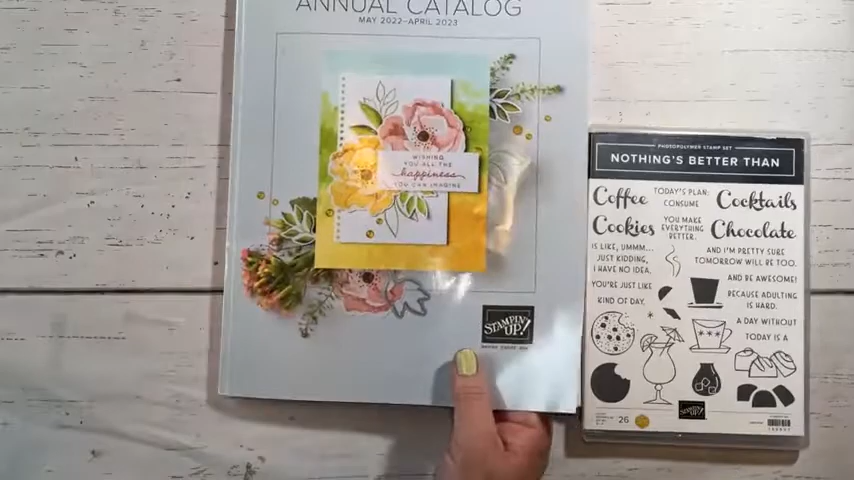 ANNUAL CATALOG
MAY 2022–APRIL 2023
WISHING
YOU ALL THE
happiness
YOU CAN IMAGINE
STAMPIN' UP!
PHOTOPOLYMER STAMP SET
NOTHING'S BETTER THAN
Coffee
TODAY'S PLAN:
CONSUME
Cocktails
Cookies
YOU MAKE
EVERYTHING
BETTER.
Chocolate
IS LIKE, UMMM...
JUST KIDDING,
I HAVE NO IDEA.
AND I'M PRETTY SURE
TOMORROW WILL BE TOO.
YOU'RE JUST
KIND OF DAY.
AND BE AWESOME!
BECAUSE ADULTING
IS HARD.
A DAY WITHOUT
TODAY IS A
26
STAMPIN' UP!